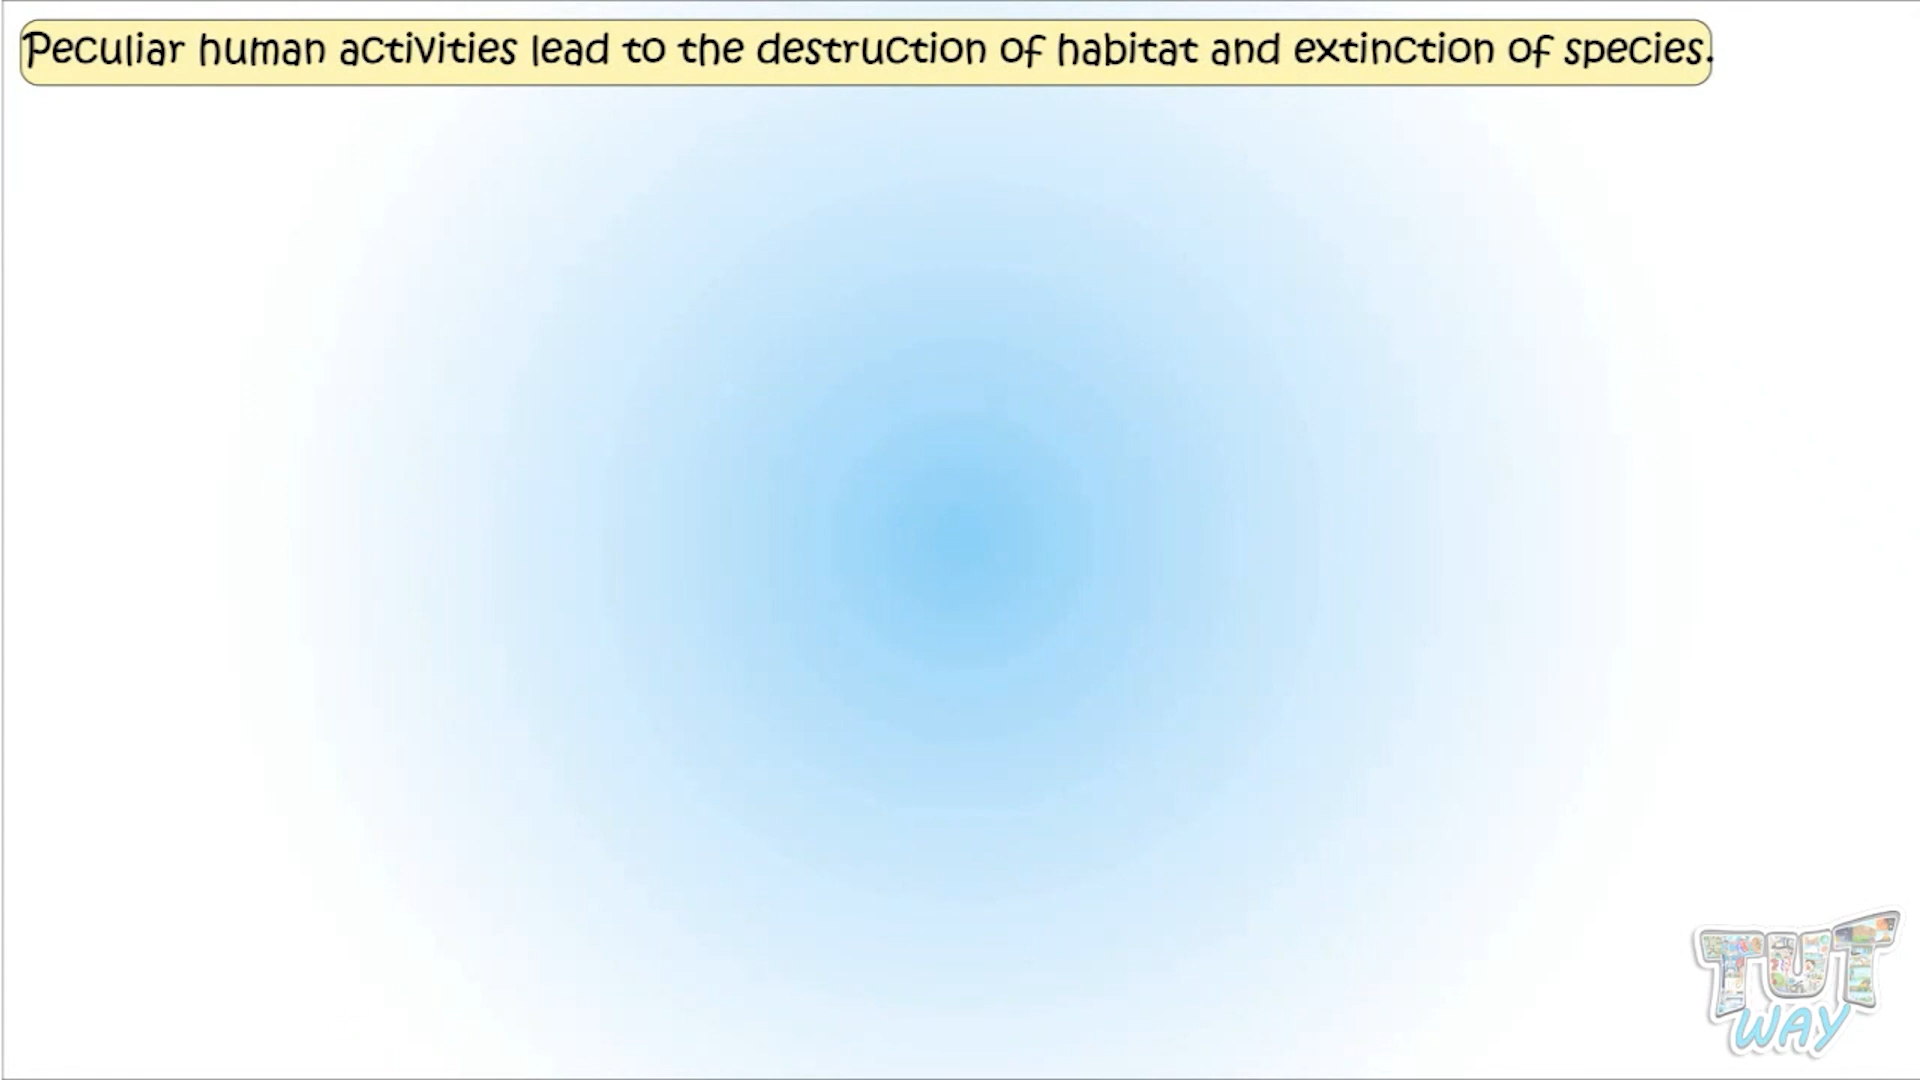 Peculiar human activities lead to the destruction of habitat and extinction of species.
TUT
WAY